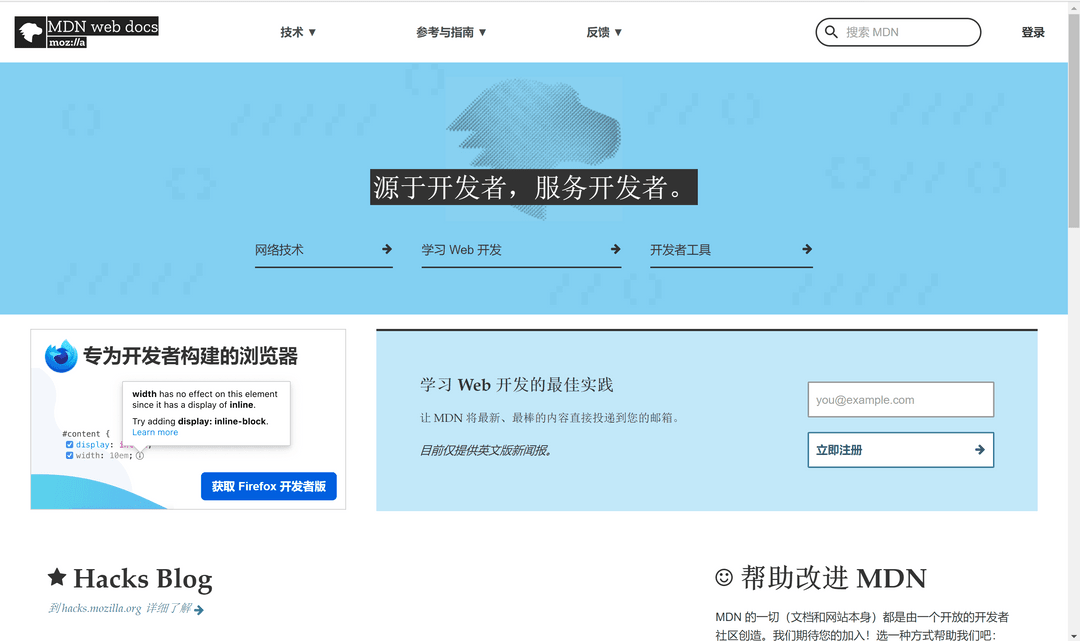 MDN web docs
moz://a
技术 ▼
参考与指南 ▼
反馈 ▼
搜索 MDN
登录
源于开发者，服务开发者。
网络技术
学习 Web 开发
开发者工具
专为开发者构建的浏览器
width has no effect on this element
since it has a display of inline.
Try adding display: inline-block.
Learn more
#content {
display:
width: 10em;
获取 Firefox 开发者版
学习 Web 开发的最佳实践
让 MDN 将最新、最棒的内容直接投递到您的邮箱。
目前仅提供英文版新闻报。
you@example.com
立即注册
Hacks Blog
到 hacks.mozilla.org 详细了解
帮助改进 MDN
MDN 的一切（文档和网站本身）都是由一个开放的开发者
社区创造。我们期待您的加入！选一种方式帮助我们吧：